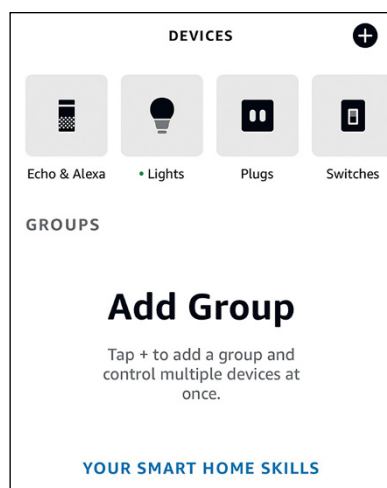 DEVICES
Echo & Alexa
• Lights
Plugs
Switches
GROUPS
Add Group
Tap + to add a group and
control multiple devices at
once.
YOUR SMART HOME SKILLS